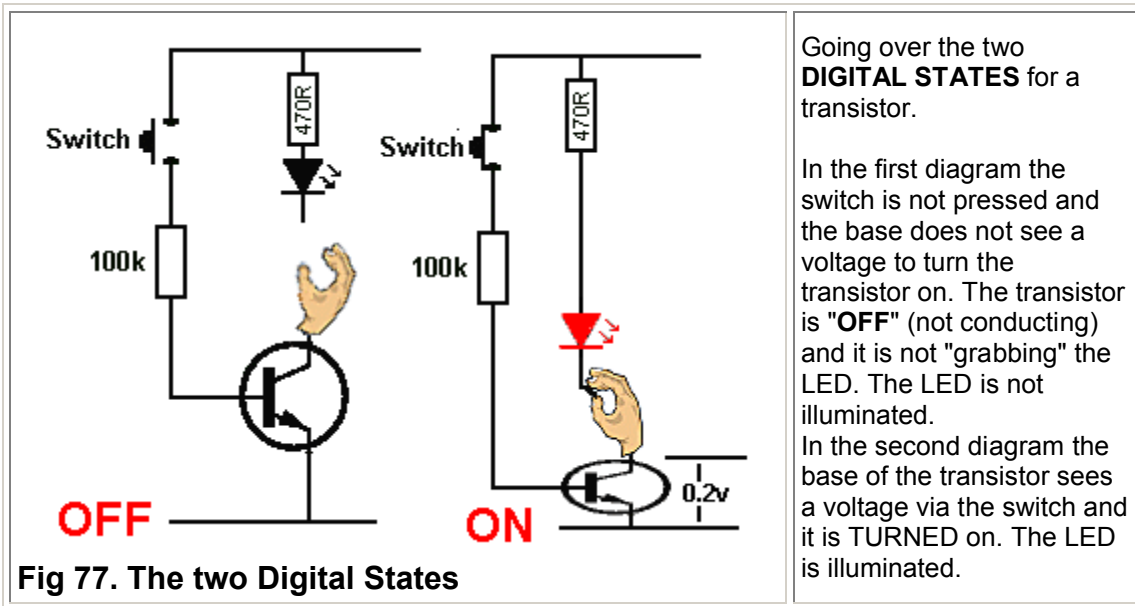 Switch
470R
100k
OFF
Switch
470R
100k
0.2v
ON
Fig 77. The two Digital States
Going over the two
DIGITAL STATES for a
transistor.
In the first diagram the
switch is not pressed and
the base does not see a
voltage to turn the
transistor on. The transistor
is "OFF" (not conducting)
and it is not "grabbing" the
LED. The LED is not
illuminated.
In the second diagram the
base of the transistor sees
a voltage via the switch and
it is TURNED on. The LED
is illuminated.